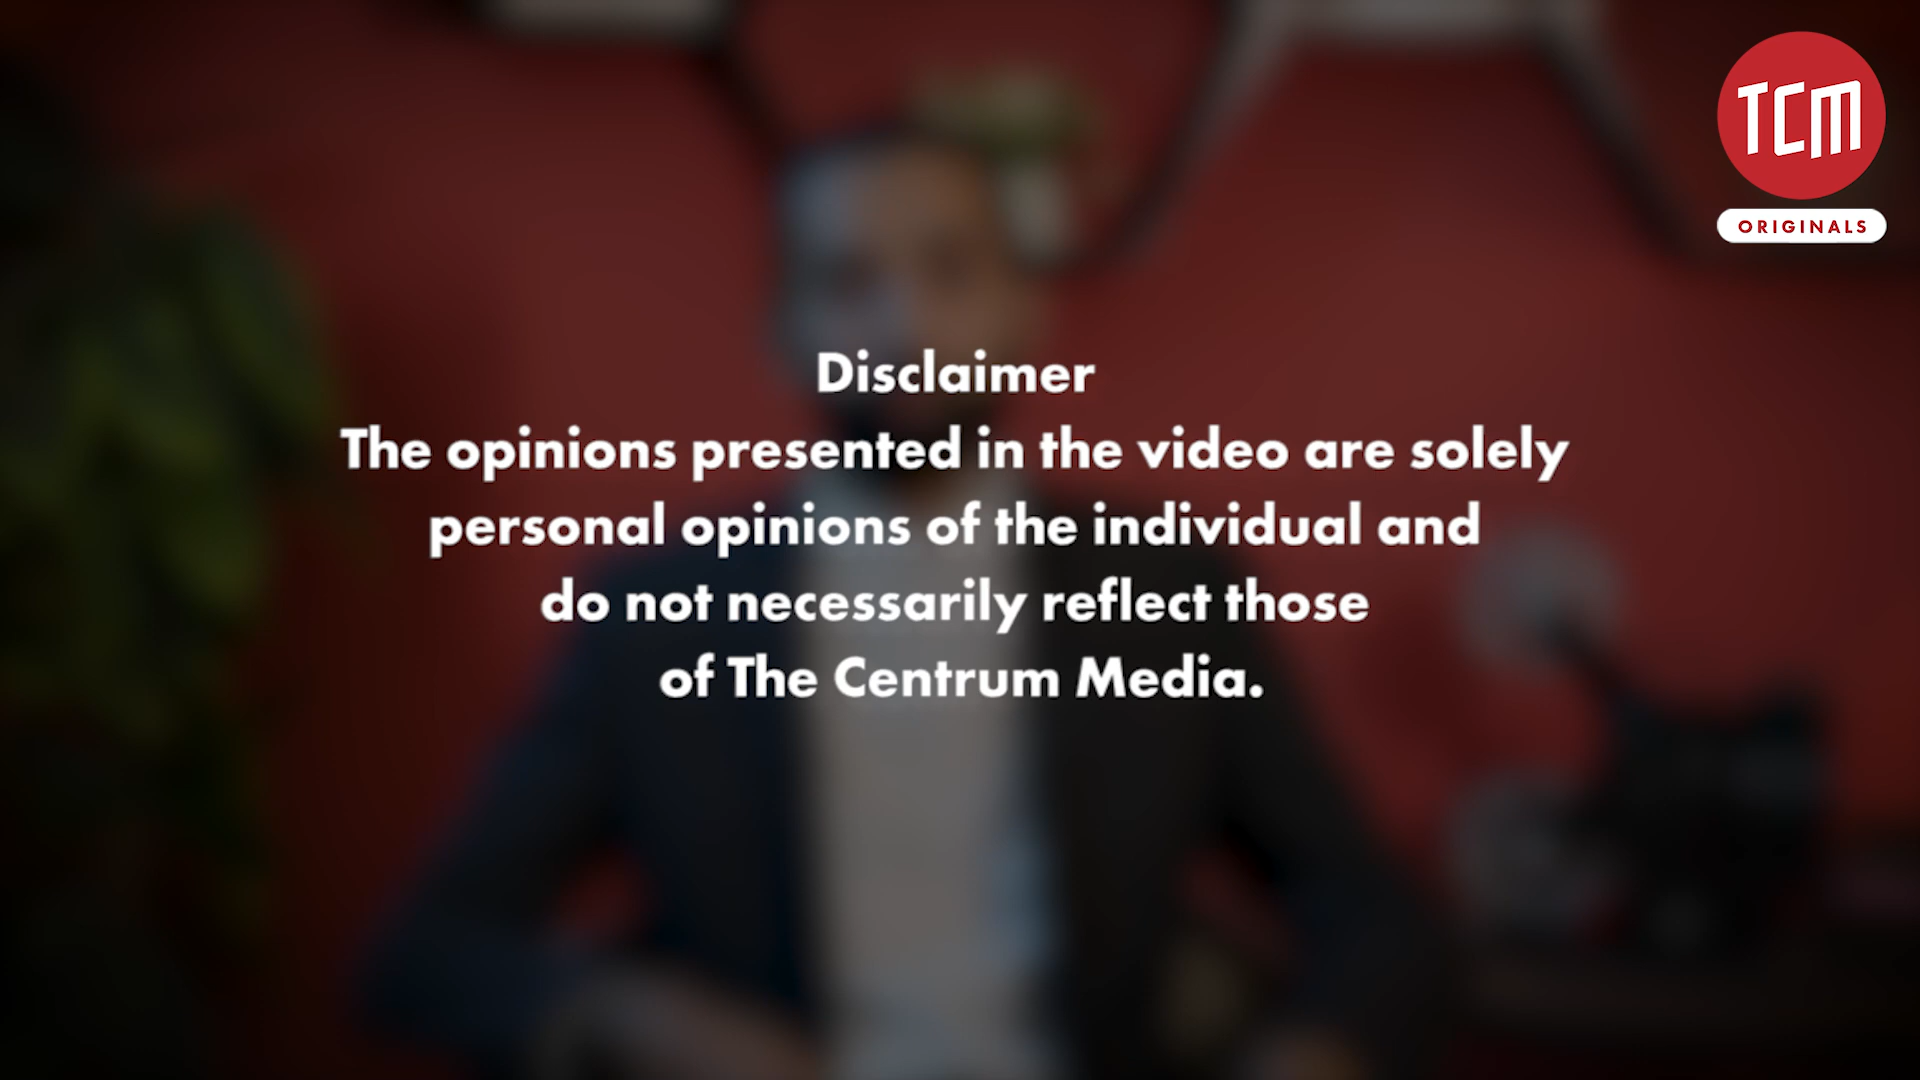 TCM
ORIGINALS
Disclaimer
The opinions presented in the video are solely
personal opinions of the individual and
do not necessarily reflect those
of The Centrum Media.